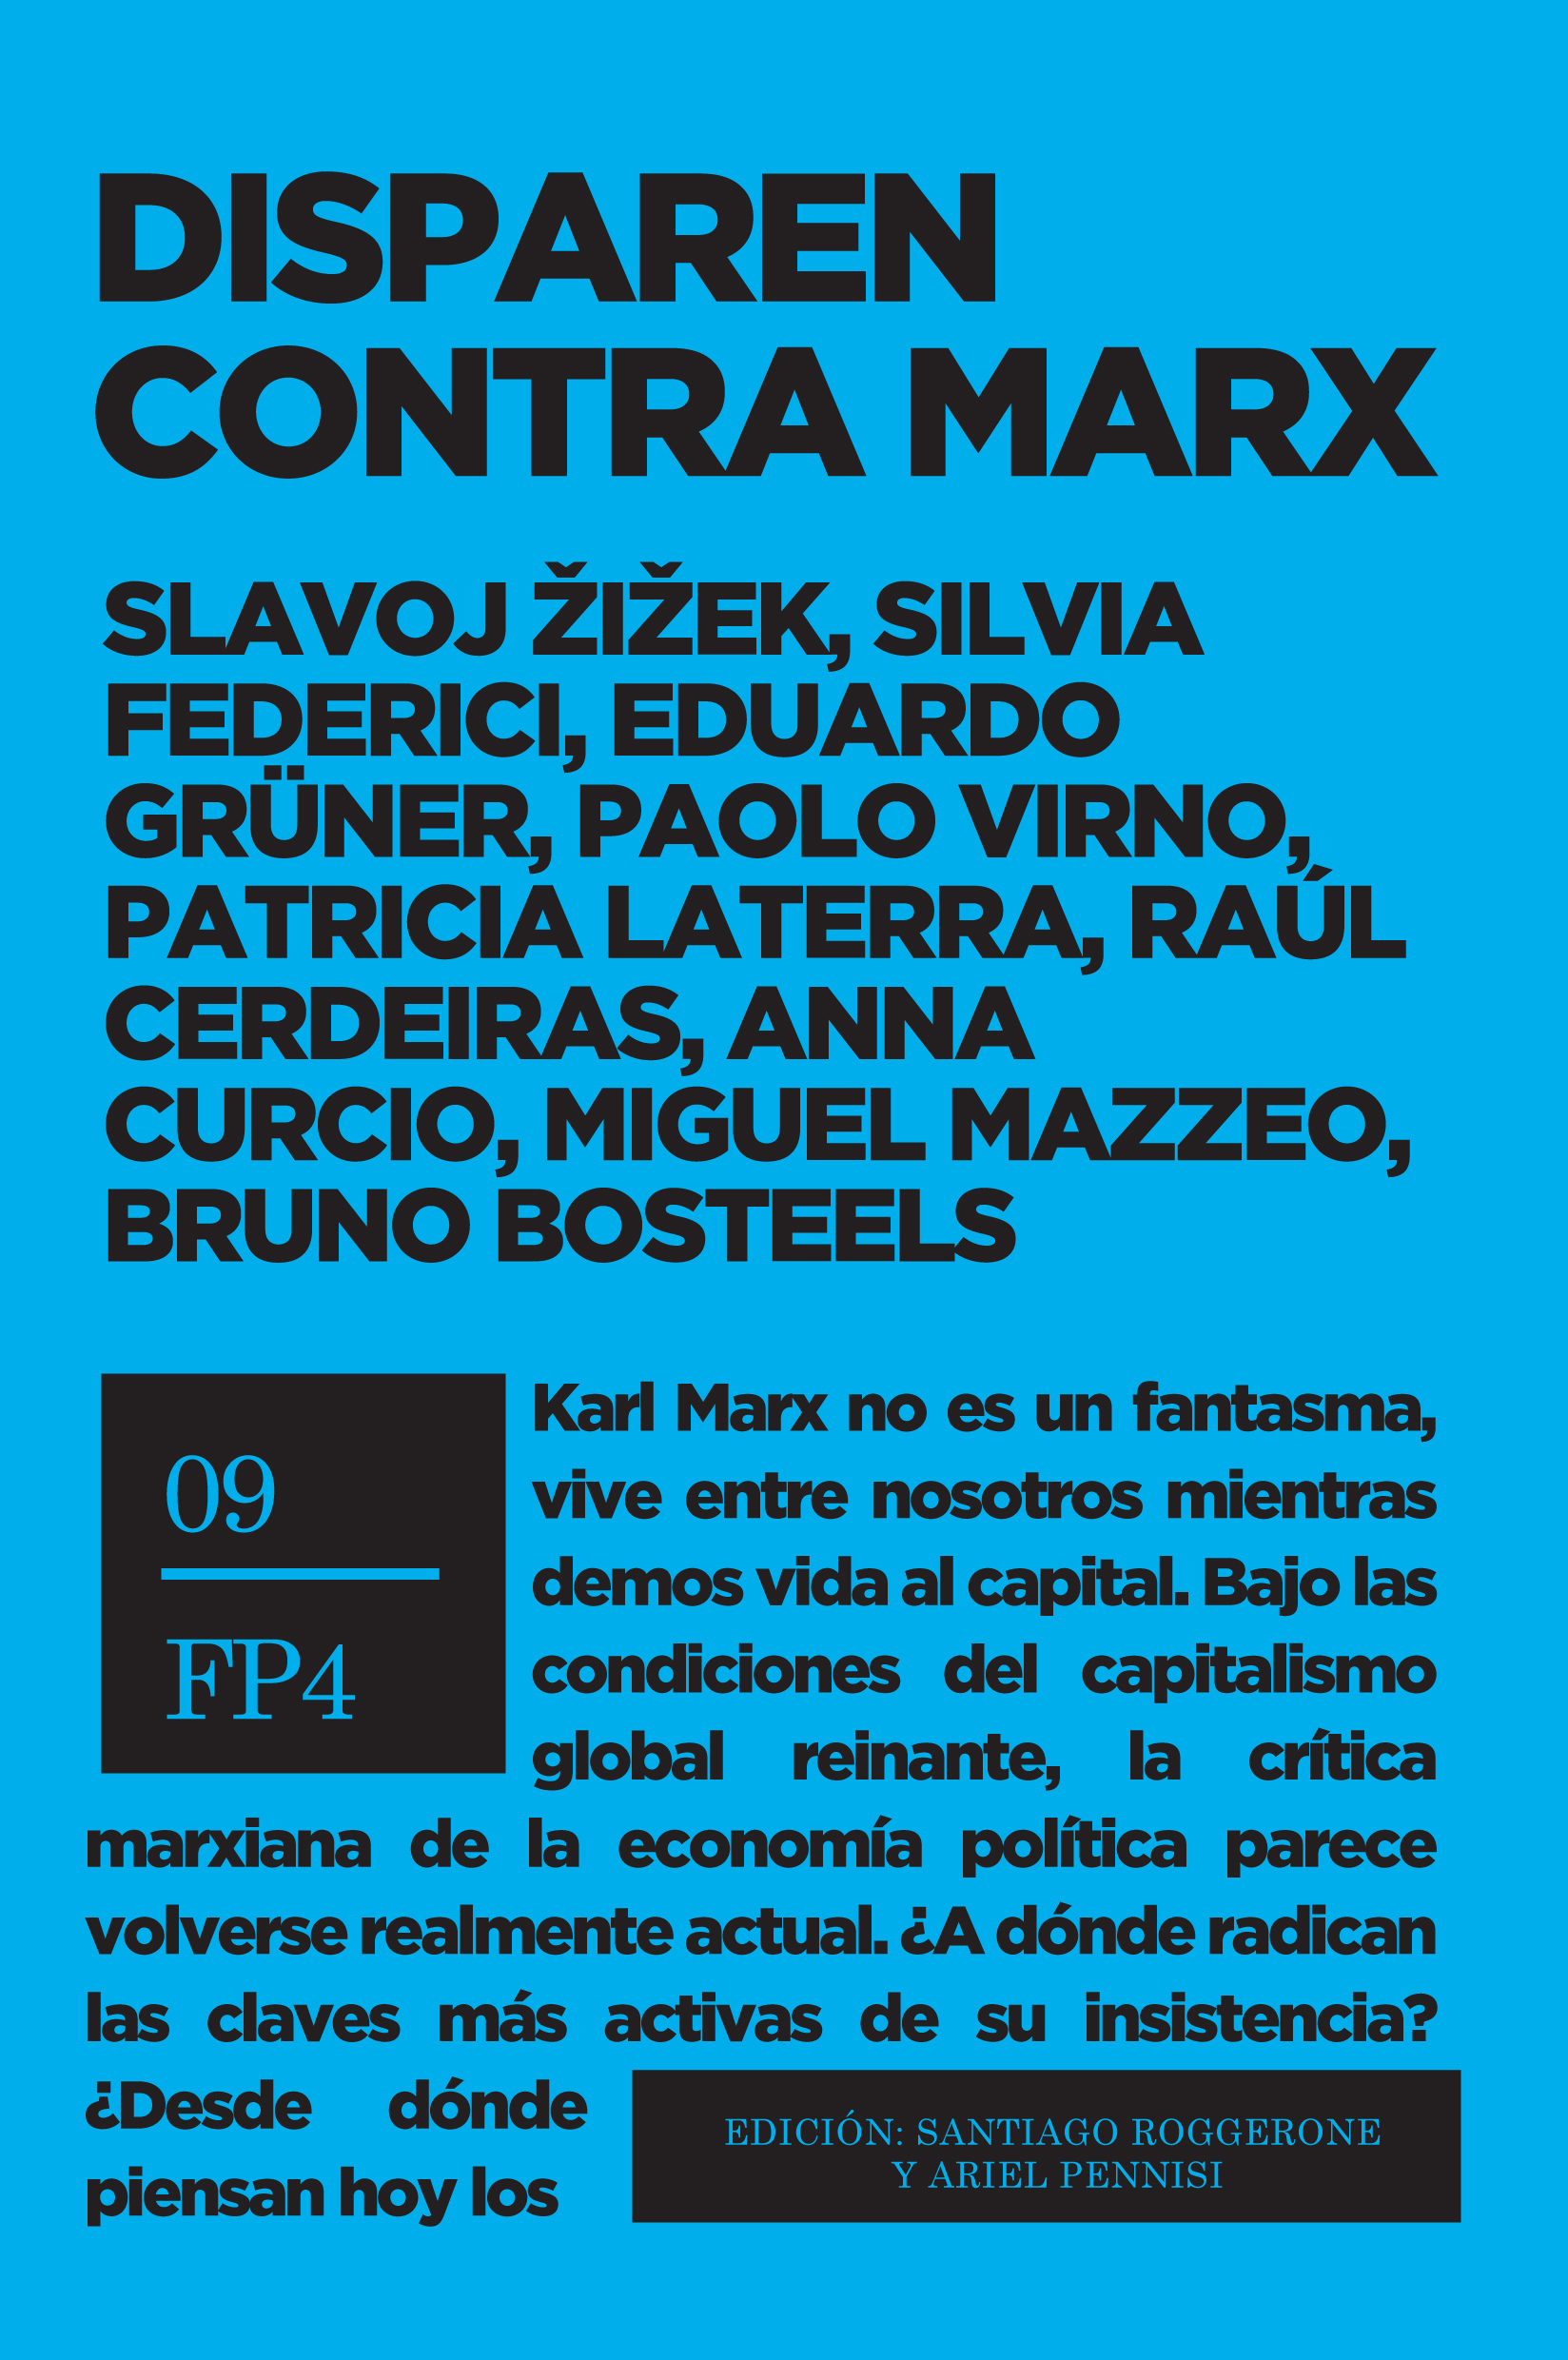 DISPAREN
CONTRA MARX
SLAVOJ ŽIŽEK, SILVIA
FEDERICI, EDUARDO
GRÜNER, PAOLO VIRNO,
PATRICIA LATERRA, RAÚL
CERDEIRAS, ANNA
CURCIO, MIGUEL MAZZEO,
BRUNO BOSTEELS
09
FP4
Karl Marx no es un fantasma,
vive entre nosotros mientras
demos vida al capital. Bajo las
condiciones del capitalismo
global reinante, la crítica
marxiana de la economía política parece
volverse realmente actual. ¿A dónde radican
las claves más activas de su insistencia?
¿Desde dónde
piensan hoy los
EDICIÓN: SANTIAGO ROGGERONE
Y ARIEL PENNISI